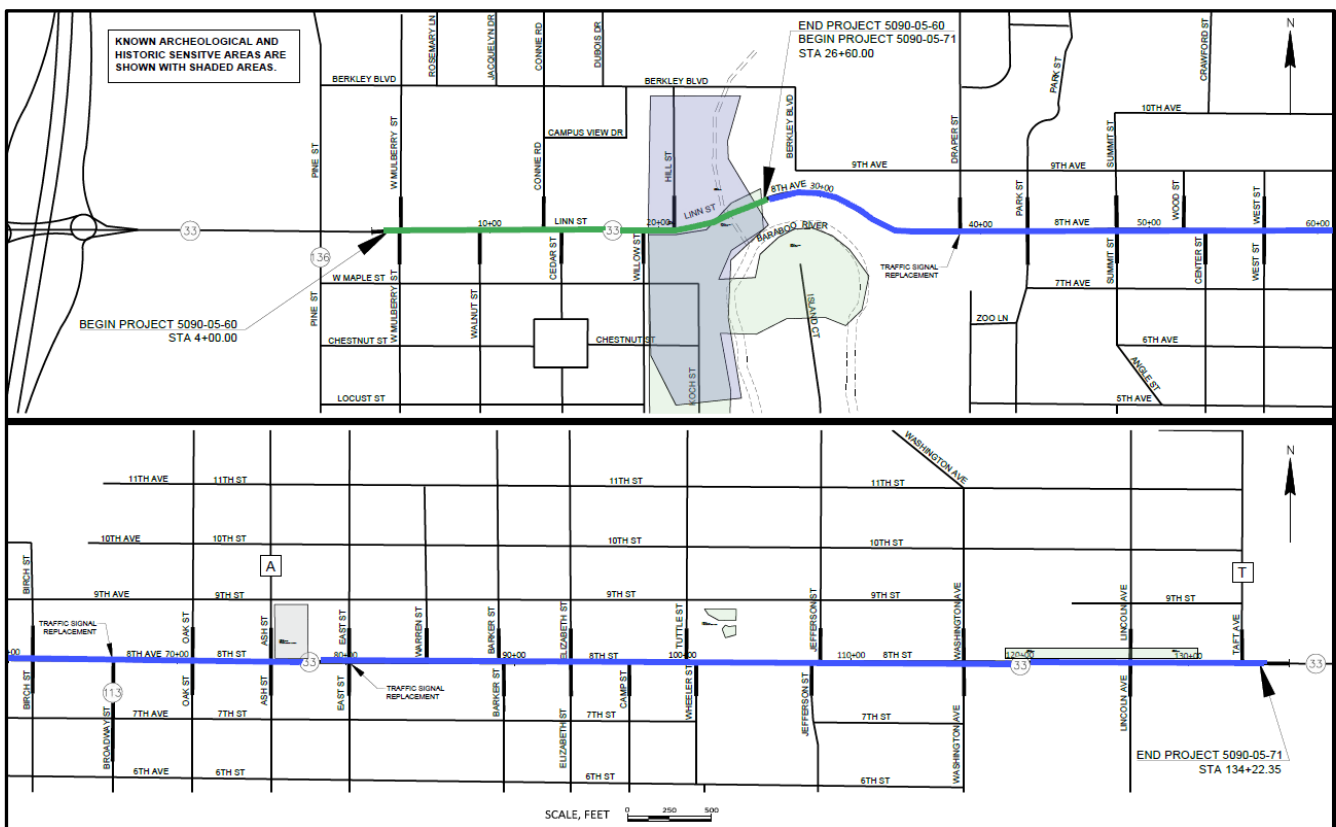 KNOWN ARCHEOLOGICAL AND
HISTORIC SENSITVE AREAS ARE
SHOWN WITH SHADED AREAS.
ROSEMARY LN
JACQUELYN DR
CONNIE RD
DUBOIS DR
END PROJECT 5090-05-60
BEGIN PROJECT 5090-05-71
STA 26+60.00
N
CRAWFORD ST
PARK ST
BERKLEY BLVD
BERKLEY BLVD
BERKLEY BLVD
10TH AVE
CAMPUS VIEW DR
PINE ST
W MULBERRY ST
CONNIE RD
HILL ST
9TH AVE
DRAPER ST
9TH AVE
SUMMIT ST
PARK ST
WOOD ST
WEST ST
8TH AVE 30+00
33
10+00
LINN ST
33
20+00
LINN ST
BARABOO RIVER
40+00
8TH AVE
50+00
60+00
136
CEDAR ST
WILLOW ST
TRAFFIC SIGNAL
REPLACEMENT
W MAPLE ST
PINE ST
W MULBERRY ST
WALNUT ST
ISLAND CT
SUMMIT ST
CENTER ST
WEST ST
7TH AVE
BEGIN PROJECT 5090-05-60
STA 4+00.00
ZOO LN
CHESTNUT ST
CHESTNUT ST
6TH AVE
KOCH ST
ANGLE ST
LOCUST ST
5TH AVE
WASHINGTON AVE
N
11TH AVE
11TH ST
11TH ST
11TH ST
10TH AVE
10TH ST
10TH ST
10TH ST
BIRCH ST
A
T
9TH AVE
9TH ST
9TH ST
9TH ST
9TH ST
TRAFFIC SIGNAL
REPLACEMENT
OAK ST
ASH ST
EAST ST
WARREN ST
BARKER ST
ELIZABETH ST
TUTTLE ST
JEFFERSON ST
WASHINGTON AVE
LINCOLN AVE
TAFT AVE
+00
8TH AVE
70+00
8TH ST
33
80+00
90+00
8TH ST
100+00
110+00
8TH ST
120+00
33
130+00
33
BIRCH ST
113
OAK ST
ASH ST
EAST ST
TRAFFIC SIGNAL
REPLACEMENT
BARKER ST
ELIZABETH ST
CAMP ST
WHEELER ST
JEFFERSON ST
WASHINGTON AVE
LINCOLN AVE
BROADWAY ST
7TH AVE
7TH ST
7TH ST
7TH ST
END PROJECT 5090-05-71
STA 134+22.35
6TH AVE
6TH ST
6TH ST
6TH ST
SCALE, FEET
0 250 500